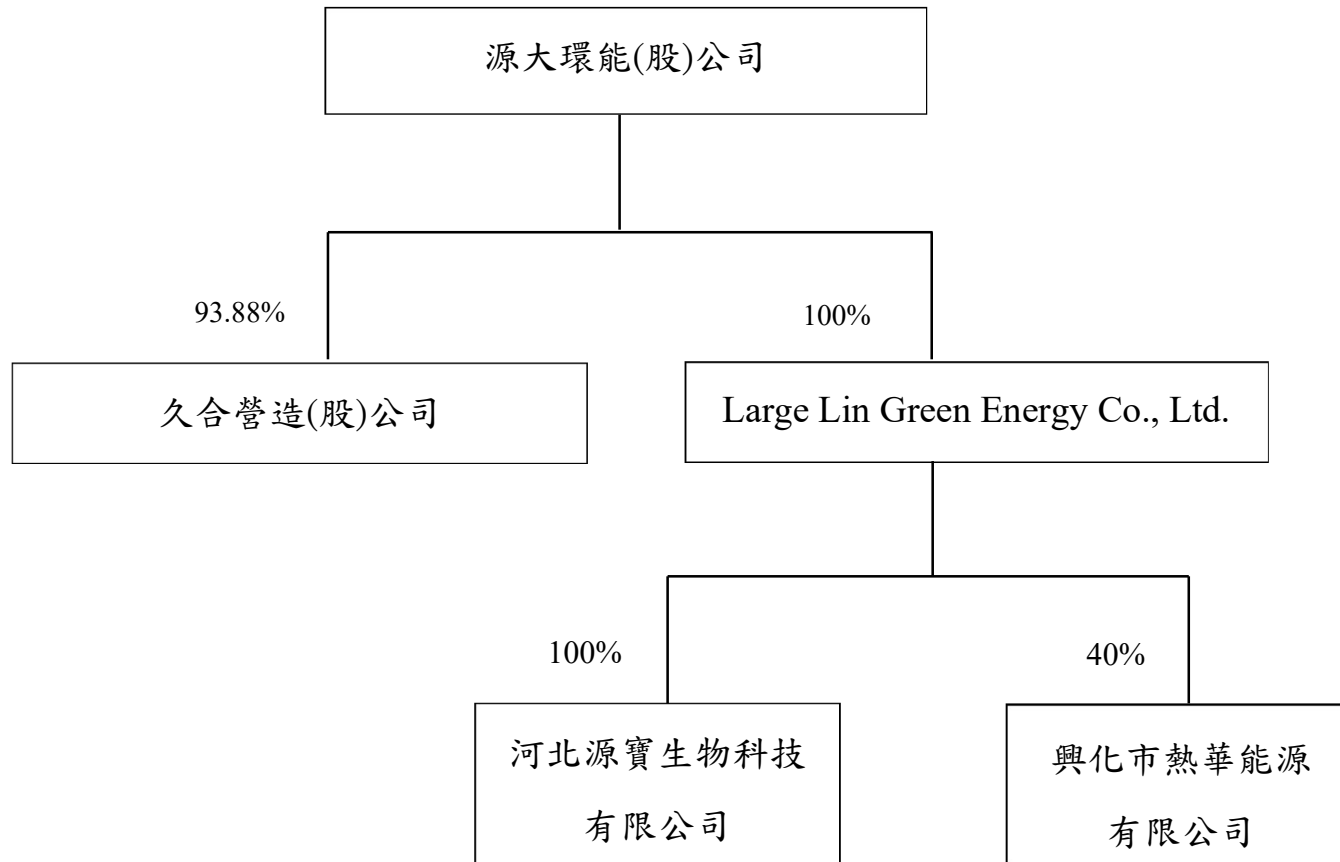 源大環能(股)公司
93.88%
100%
久合營造(股)公司
Large Lin Green Energy Co., Ltd.
100%
40%
河北源寶生物科技
有限公司
興化市熱華能源
有限公司